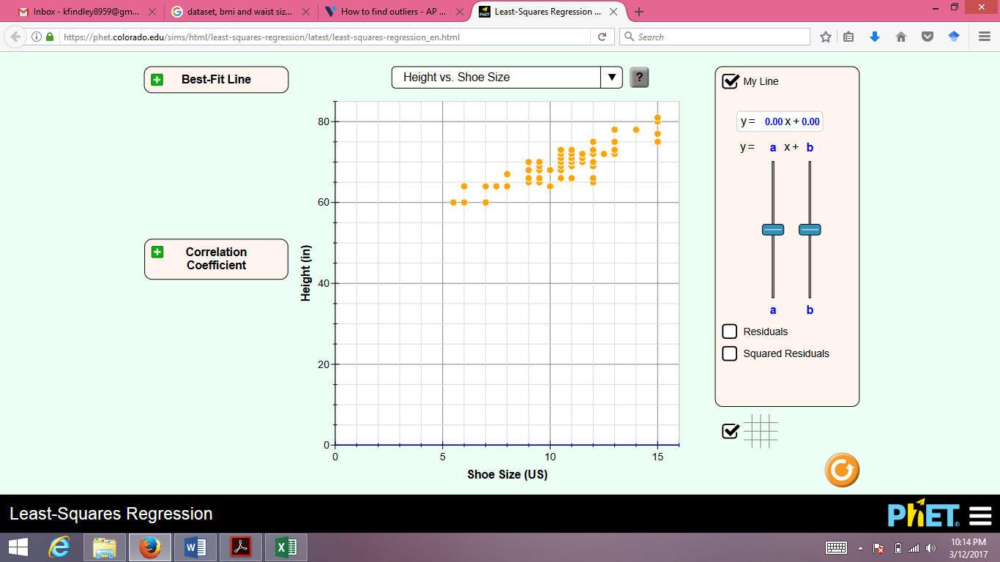 Inbox - kfindley8959@gm...
dataset, bmi and waist siz...
How to find outliers - AP ...
Least-Squares Regression ...
https://phet.colorado.edu/sims/html/least-squares-regression/latest/least-squares-regression_en.html
Search
Best-Fit Line
Height vs. Shoe Size
?
My Line
y = 0.00 x + 0.00
y = a x + b
a b
Residuals
Squared Residuals
Correlation
Coefficient
Height (in)
80
60
40
20
0
0 5 10 15
Shoe Size (US)
Least-Squares Regression
PhET
10:14 PM
3/12/2017